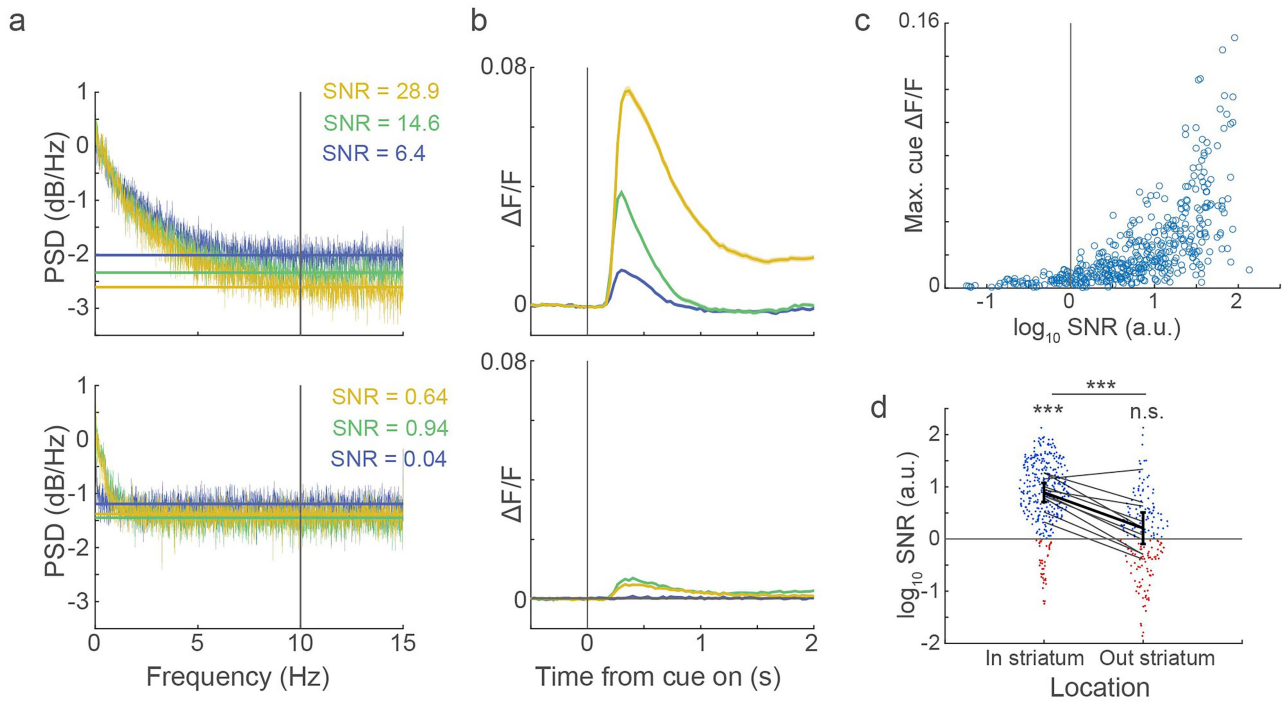 a
1
0
-1
-2
-3
PSD (dB/Hz)
SNR = 28.9
SNR = 14.6
SNR = 6.4
1
0
-1
-2
-3
PSD (dB/Hz)
SNR = 0.64
SNR = 0.94
SNR = 0.04
0
5
10
15
Frequency (Hz)
b
0.08
0
ΔF/F
0.08
0
ΔF/F
0
1
2
Time from cue on (s)
c
0.16
0
Max. cue ΔF/F
-1
0
1
2
log10 SNR (a.u.)
d
***
***
n.s.
2
1
0
-1
-2
log10 SNR (a.u.)
In striatum
Out striatum
Location